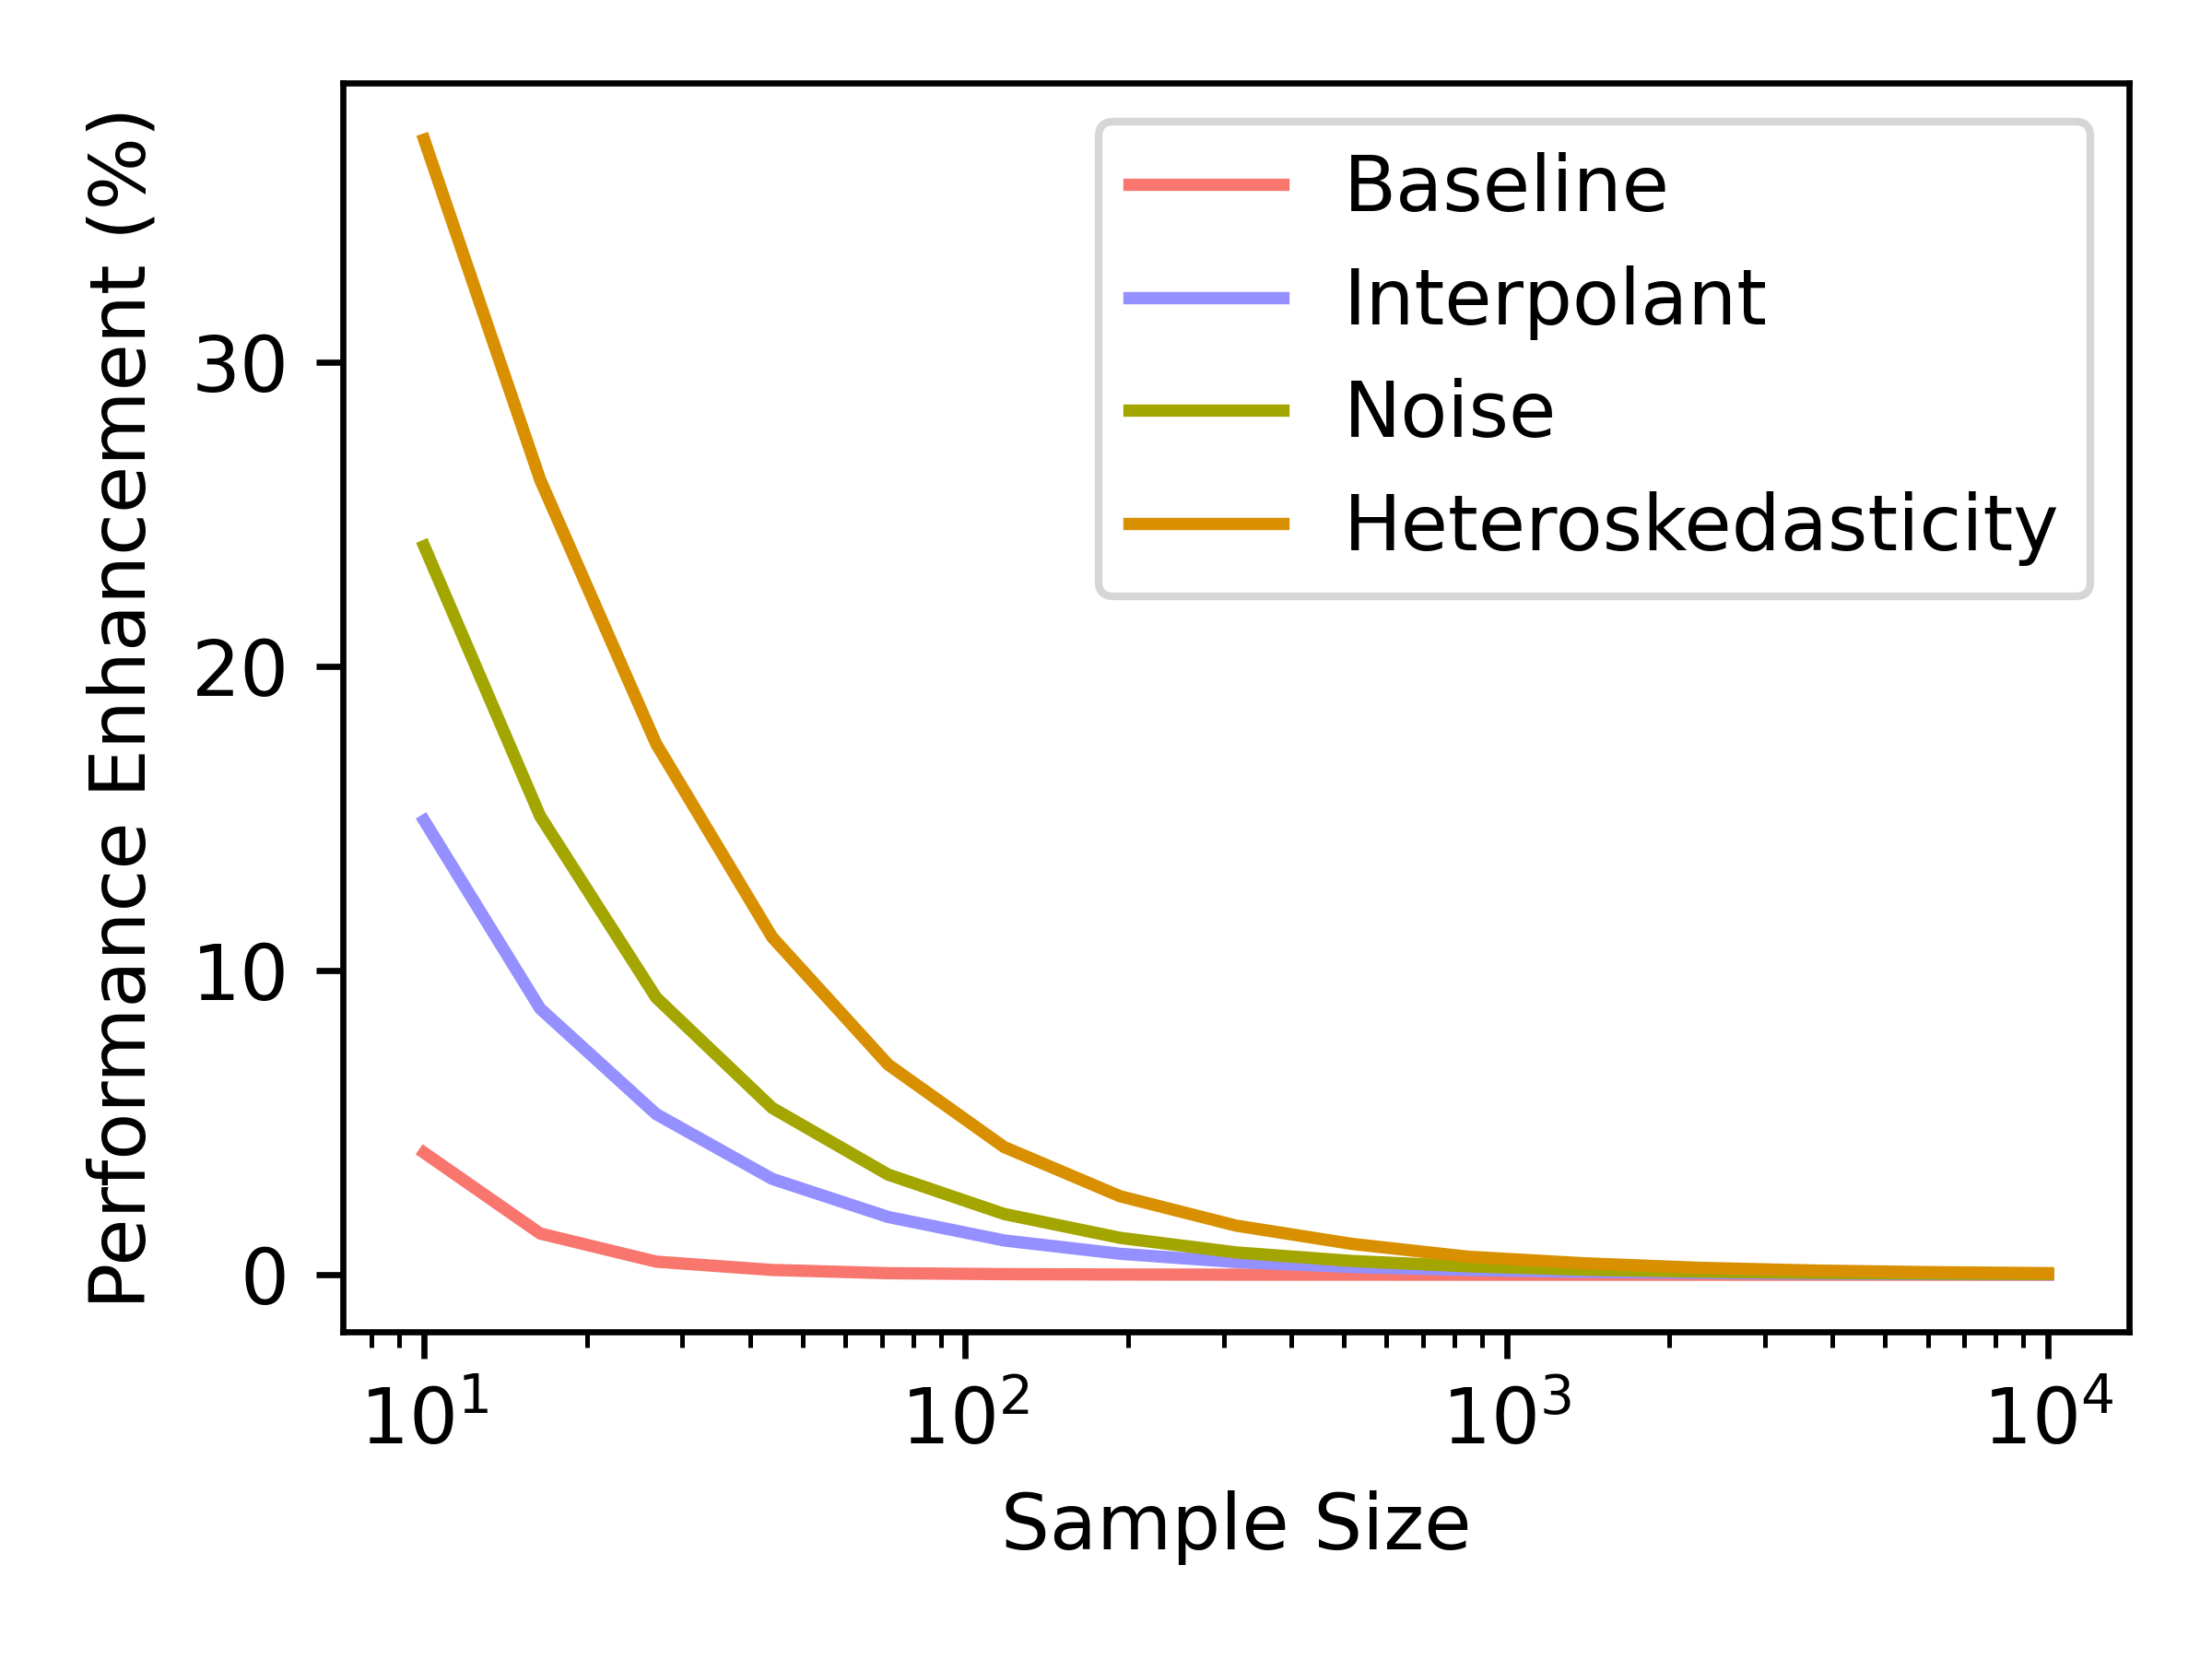 Performance Enhancement (%)
30
20
10
0
Baseline
Interpolant
Noise
Heteroskedasticity
10¹
10²
10³
10⁴
Sample Size